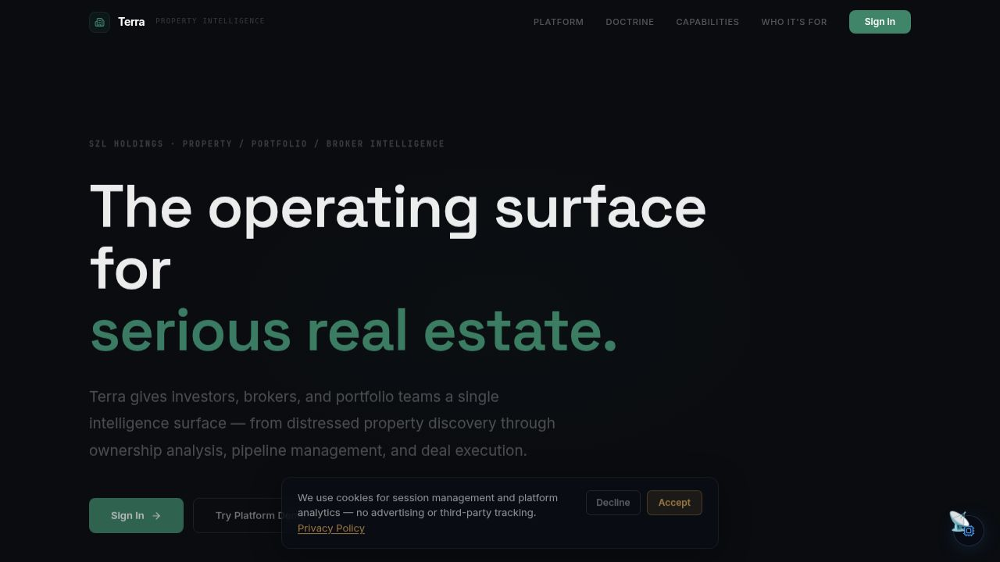 Terra
PROPERTY INTELLIGENCE
PLATFORM
DOCTRINE
CAPABILITIES
WHO IT'S FOR
Sign In
SZL HOLDINGS · PROPERTY / PORTFOLIO / BROKER INTELLIGENCE
The operating surface
for
serious real estate.
Terra gives investors, brokers, and portfolio teams a single
intelligence surface — from distressed property discovery through
ownership analysis, pipeline management, and deal execution.
Sign In
Try Platform Demo
We use cookies for session management and platform
analytics — no advertising or third-party tracking.
Privacy Policy
Decline
Accept